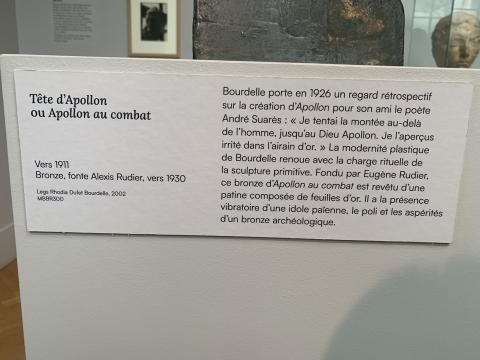 Tête d'Apollon
ou Apollon au combat
Vers 1911
Bronze, fonte Alexis Rudier, vers 1930
Legs Rhodia Dufet Bourdelle, 2002
MBBR300
Bourdelle porte en 1926 un regard rétrospectif
sur la création d'Apollon pour son ami le poète
André Suarès : « Je tentai la montée au-delà
de l'homme, jusqu'au Dieu Apollon. Je l'aperçus
irrité dans l'airain d'or. » La modernité plastique
de Bourdelle renoue avec la charge rituelle de
la sculpture primitive. Fondu par Eugène Rudier,
ce bronze d'Apollon au combat est revêtu d'une
patine composée de feuilles d'or. Il a la présence
vibratoire d'une idole païenne, le poli et les aspérités
d'un bronze archéologique.